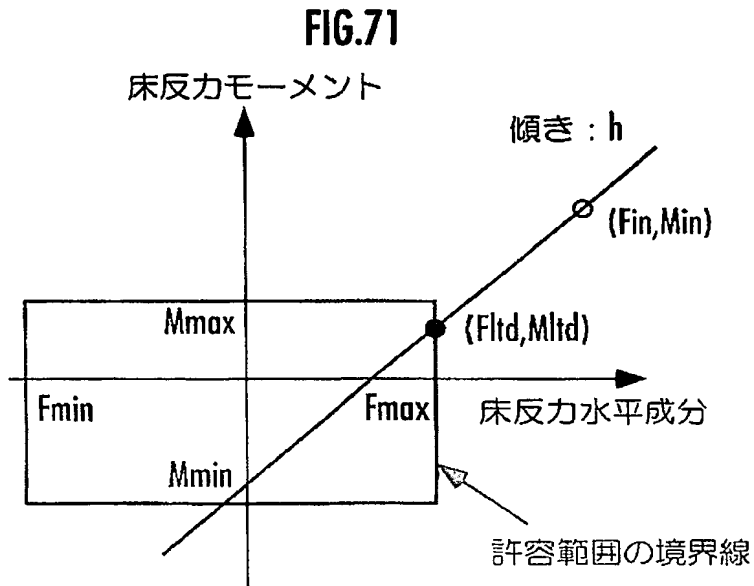 FIG.71
床反力モーメント
傾き：h
(Fin,Min)
Mmax
(Fltd,Mltd)
Fmin
Fmax
床反力水平成分
Mmin
許容範囲の境界線